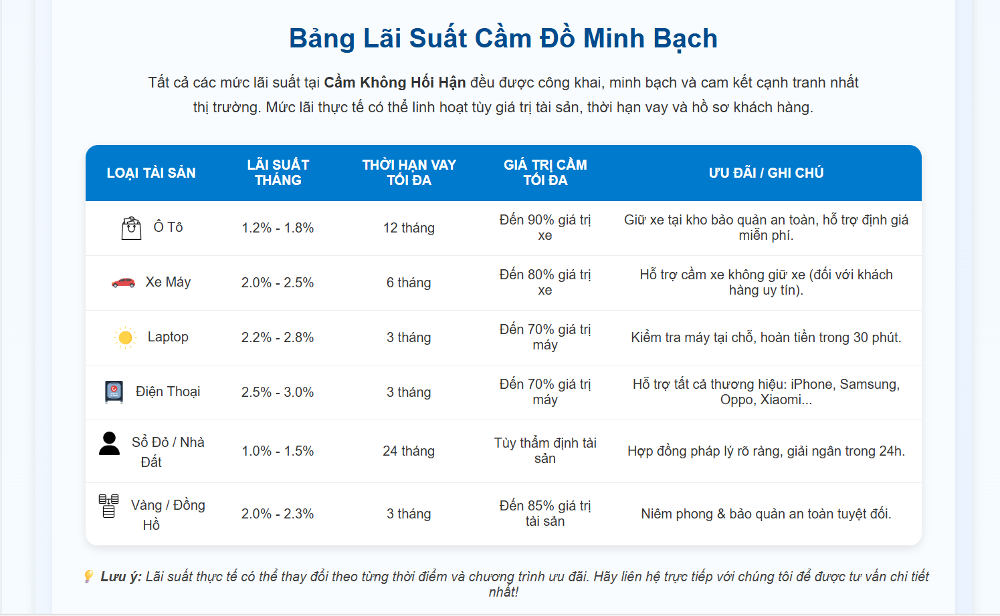 Bảng Lãi Suất Cầm Đồ Minh Bạch
Tất cả các mức lãi suất tại Cầm Không Hối Hận đều được công khai, minh bạch và cam kết cạnh tranh nhất
thị trường. Mức lãi thực tế có thể linh hoạt tùy giá trị tài sản, thời hạn vay và hồ sơ khách hàng.
LOẠI TÀI SẢN
LÃI SUẤT
THÁNG
THỜI HẠN VAY
TỐI ĐA
GIÁ TRỊ CẦM
TỐI ĐA
ƯU ĐÃI / GHI CHÚ
Ô Tô
1.2% - 1.8%
12 tháng
Đến 90% giá trị
xe
Giữ xe tại kho bảo quản an toàn, hỗ trợ định giá
miễn phí.
Xe Máy
2.0% - 2.5%
6 tháng
Đến 80% giá trị
xe
Hỗ trợ cầm xe không giữ xe (đối với khách
hàng uy tín).
Laptop
2.2% - 2.8%
3 tháng
Đến 70% giá trị
máy
Kiểm tra máy tại chỗ, hoàn tiền trong 30 phút.
Điện Thoại
2.5% - 3.0%
3 tháng
Đến 70% giá trị
máy
Hỗ trợ tất cả thương hiệu: iPhone, Samsung,
Oppo, Xiaomi...
Sổ Đỏ / Nhà
Đất
1.0% - 1.5%
24 tháng
Tùy thẩm định tài
sản
Hợp đồng pháp lý rõ ràng, giải ngân trong 24h.
Vàng / Đồng
Hồ
2.0% - 2.3%
3 tháng
Đến 85% giá trị
tài sản
Niêm phong & bảo quản an toàn tuyệt đối.
Lưu ý: Lãi suất thực tế có thể thay đổi theo từng thời điểm và chương trình ưu đãi. Hãy liên hệ trực tiếp với chúng tôi để được tư vấn chi tiết
nhất!